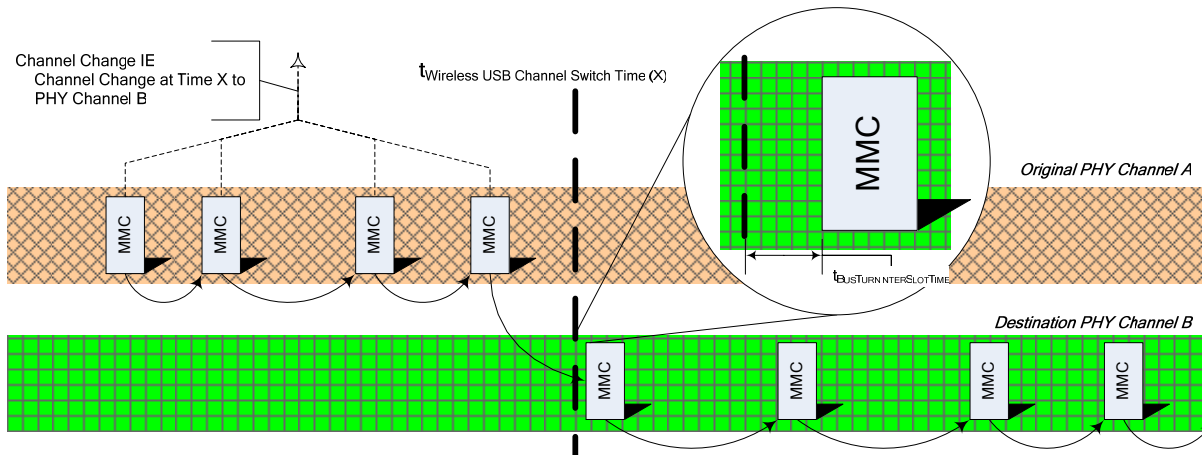 Channel Change IE
Channel Change at Time X to
PHY Channel B
tWireless USB Channel Switch Time (X)
MMC
tBUSTURNNTERSLOTTIME
Original PHY Channel A
MMC
MMC
MMC
MMC
Destination PHY Channel B
MMC
MMC
MMC
MMC